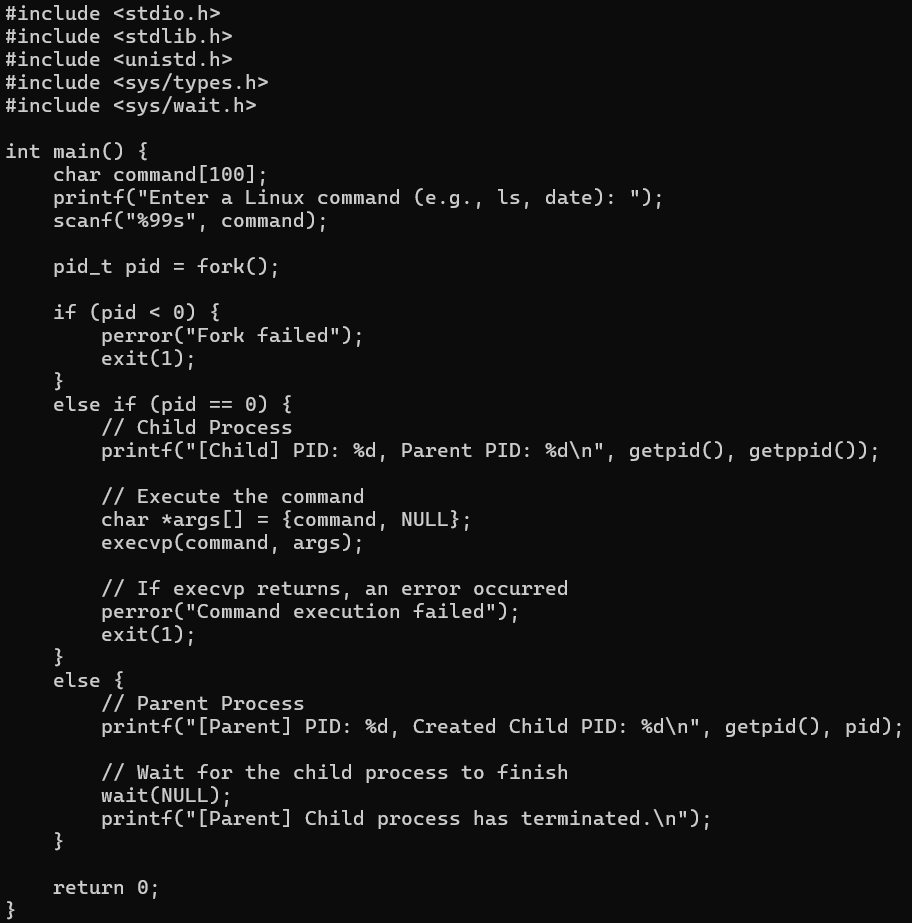 #include <stdio.h>
#include <stdlib.h>
#include <unistd.h>
#include <sys/types.h>
#include <sys/wait.h>

int main() {
    char command[100];
    printf("Enter a Linux command (e.g., ls, date): ");
    scanf("%99s", command);

    pid_t pid = fork();

    if (pid < 0) {
        perror("Fork failed");
        exit(1);
    }
    else if (pid == 0) {
        // Child Process
        printf("[Child] PID: %d, Parent PID: %d\n", getpid(), getppid());

        // Execute the command
        char *args[] = {command, NULL};
        execvp(command, args);

        // If execvp returns, an error occurred
        perror("Command execution failed");
        exit(1);
    }
    else {
        // Parent Process
        printf("[Parent] PID: %d, Created Child PID: %d\n", getpid(), pid);

        // Wait for the child process to finish
        wait(NULL);
        printf("[Parent] Child process has terminated.\n");
    }

    return 0;
}